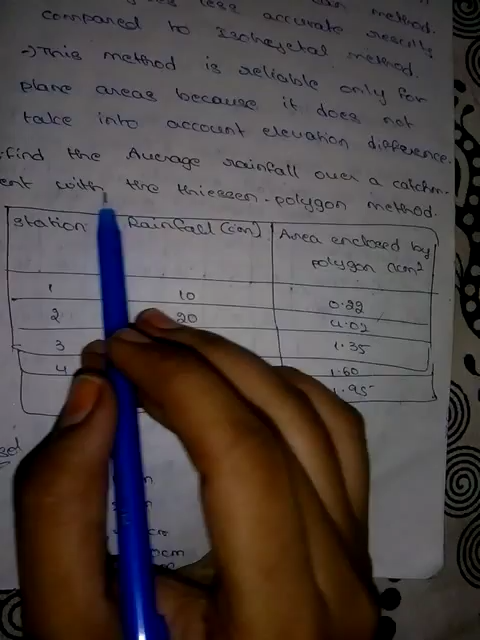 less accurate results
compared to Isohyetal method.
→ This method is reliable only for
plane areas because it does not
take into account elevation difference.
find the Average rainfall over a catchm-
ent with the thiessen-polygon method.
Station Rainfall (cm) Area enclosed by
polygon (cm²
1 10 0.22
2 20 4.02
3 1.35
4 1.60
1.95